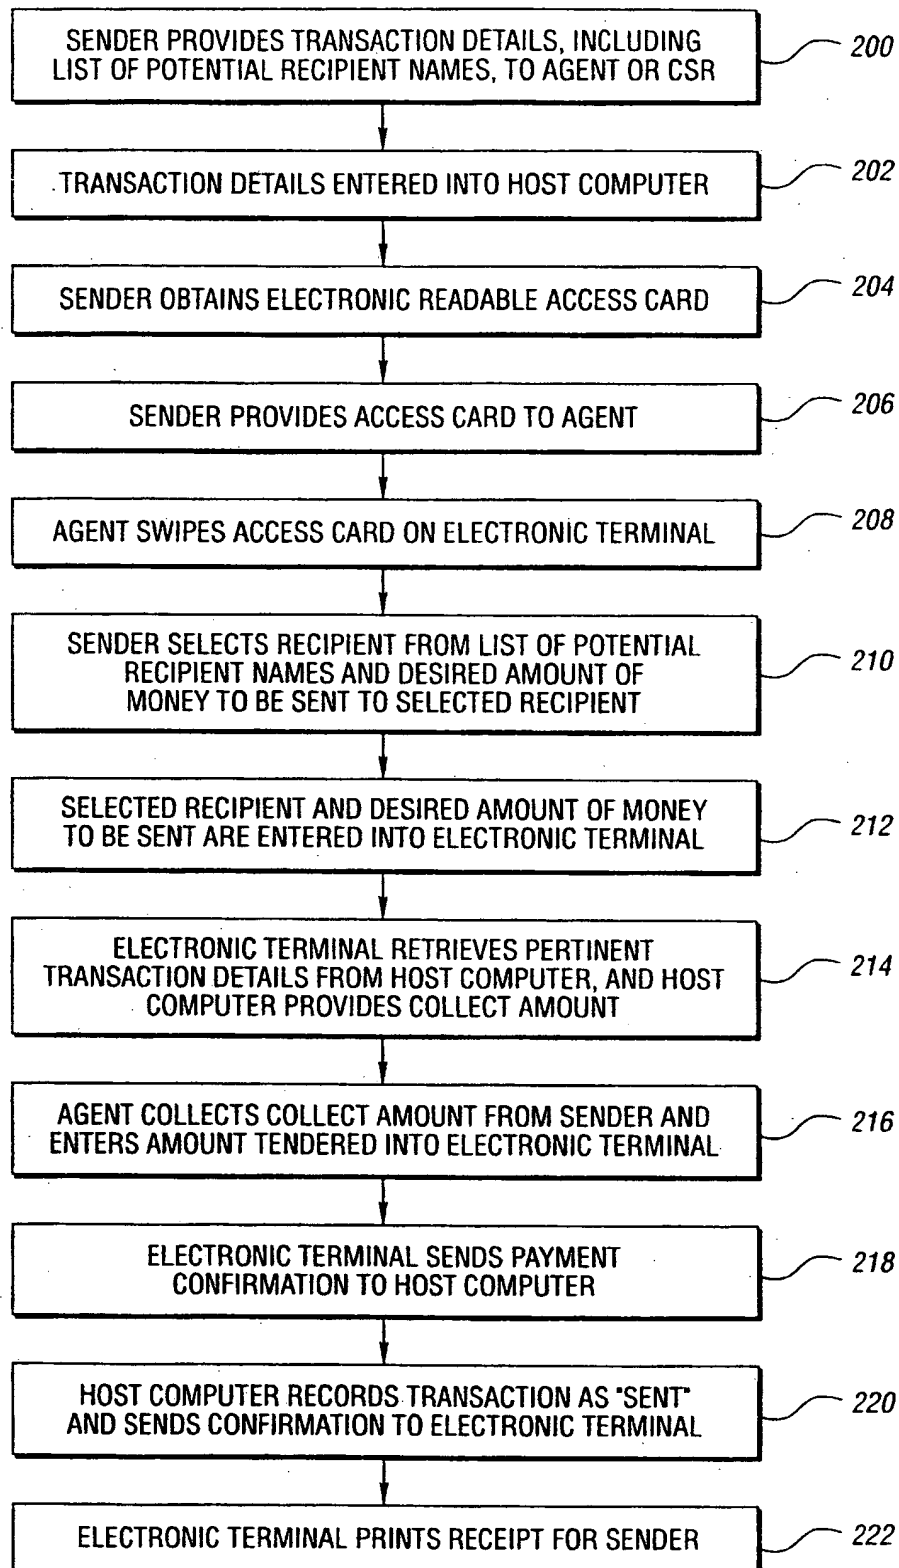 SENDER PROVIDES TRANSACTION DETAILS, INCLUDING
LIST OF POTENTIAL RECIPIENT NAMES, TO AGENT OR CSR
200
TRANSACTION DETAILS ENTERED INTO HOST COMPUTER
202
SENDER OBTAINS ELECTRONIC READABLE ACCESS CARD
204
SENDER PROVIDES ACCESS CARD TO AGENT
206
AGENT SWIPES ACCESS CARD ON ELECTRONIC TERMINAL
208
SENDER SELECTS RECIPIENT FROM LIST OF POTENTIAL
RECIPIENT NAMES AND DESIRED AMOUNT OF
MONEY TO BE SENT TO SELECTED RECIPIENT
210
SELECTED RECIPIENT AND DESIRED AMOUNT OF MONEY
TO BE SENT ARE ENTERED INTO ELECTRONIC TERMINAL
212
ELECTRONIC TERMINAL RETRIEVES PERTINENT
TRANSACTION DETAILS FROM HOST COMPUTER, AND HOST
COMPUTER PROVIDES COLLECT AMOUNT
214
AGENT COLLECTS COLLECT AMOUNT FROM SENDER AND
ENTERS AMOUNT TENDERED INTO ELECTRONIC TERMINAL
216
ELECTRONIC TERMINAL SENDS PAYMENT
CONFIRMATION TO HOST COMPUTER
218
HOST COMPUTER RECORDS TRANSACTION AS "SENT"
AND SENDS CONFIRMATION TO ELECTRONIC TERMINAL
220
ELECTRONIC TERMINAL PRINTS RECEIPT FOR SENDER
222